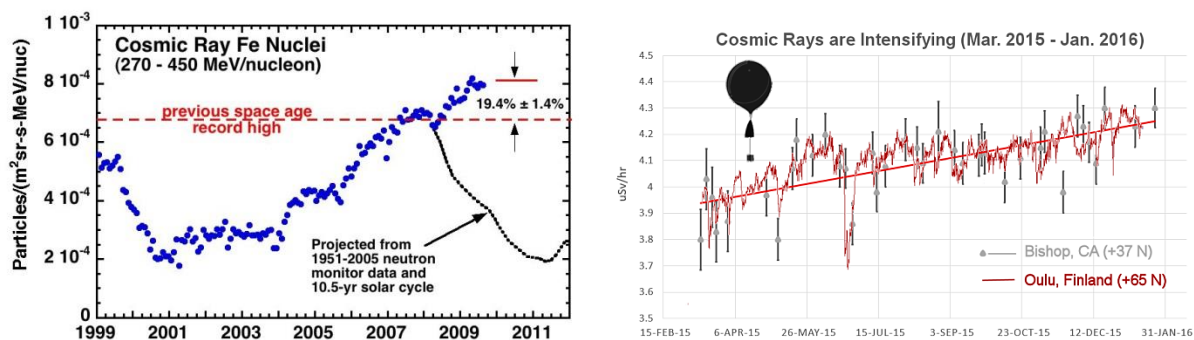 1 10⁻³
8 10⁻⁴
6 10⁻⁴
4 10⁻⁴
2 10⁻⁴
0
Particles/(m²sr-s-MeV/nuc)
Cosmic Ray Fe Nuclei
(270 - 450 MeV/nucleon)
previous space age
record high
19.4% ± 1.4%
Projected from
1951-2005 neutron
monitor data and
10.5-yr solar cycle
1999 2001 2003 2005 2007 2009 2011
Cosmic Rays are Intensifying (Mar. 2015 - Jan. 2016)
4.5
4.4
4.3
4.2
4.1
4
3.9
3.8
3.7
3.6
3.5
uSv/hr
Bishop, CA (+37 N)
Oulu, Finland (+65 N)
15-FEB-15 6-APR-15 26-MAY-15 15-JUL-15 3-SEP-15 23-OCT-15 12-DEC-15 31-JAN-16